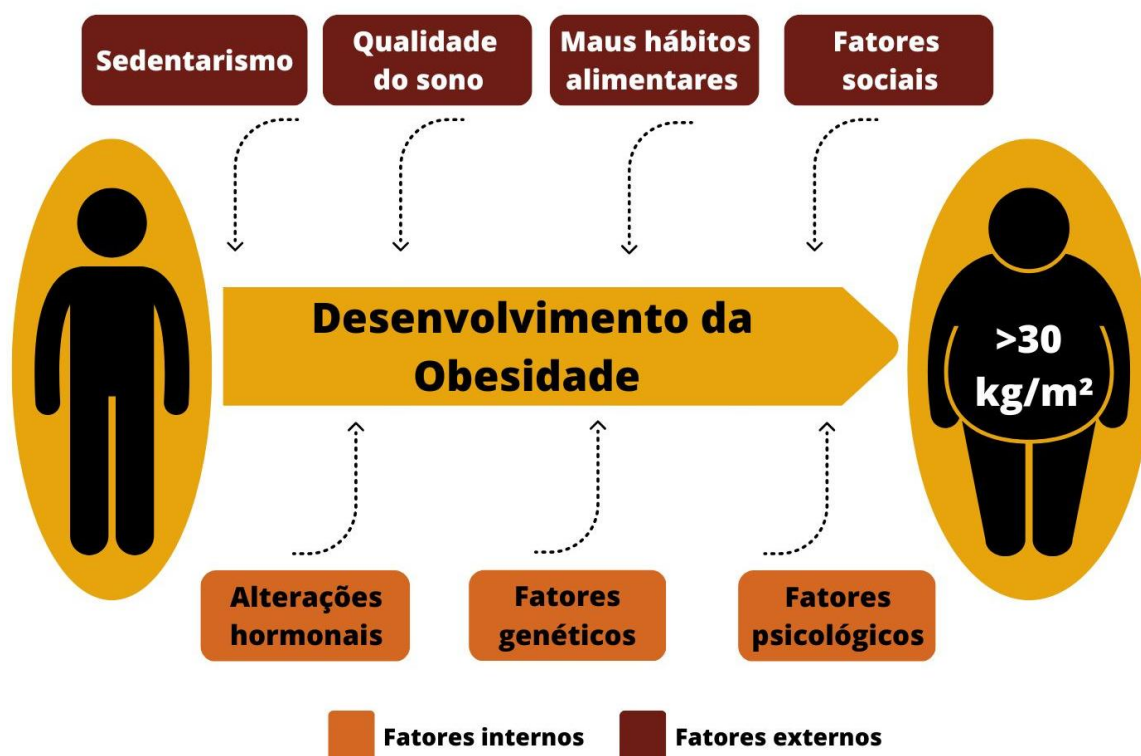 Sedentarismo
Qualidade
do sono
Maus hábitos
alimentares
Fatores
sociais
Desenvolvimento da
Obesidade
>30
kg/m²
Alterações
hormonais
Fatores
genéticos
Fatores
psicológicos
Fatores internos
Fatores externos